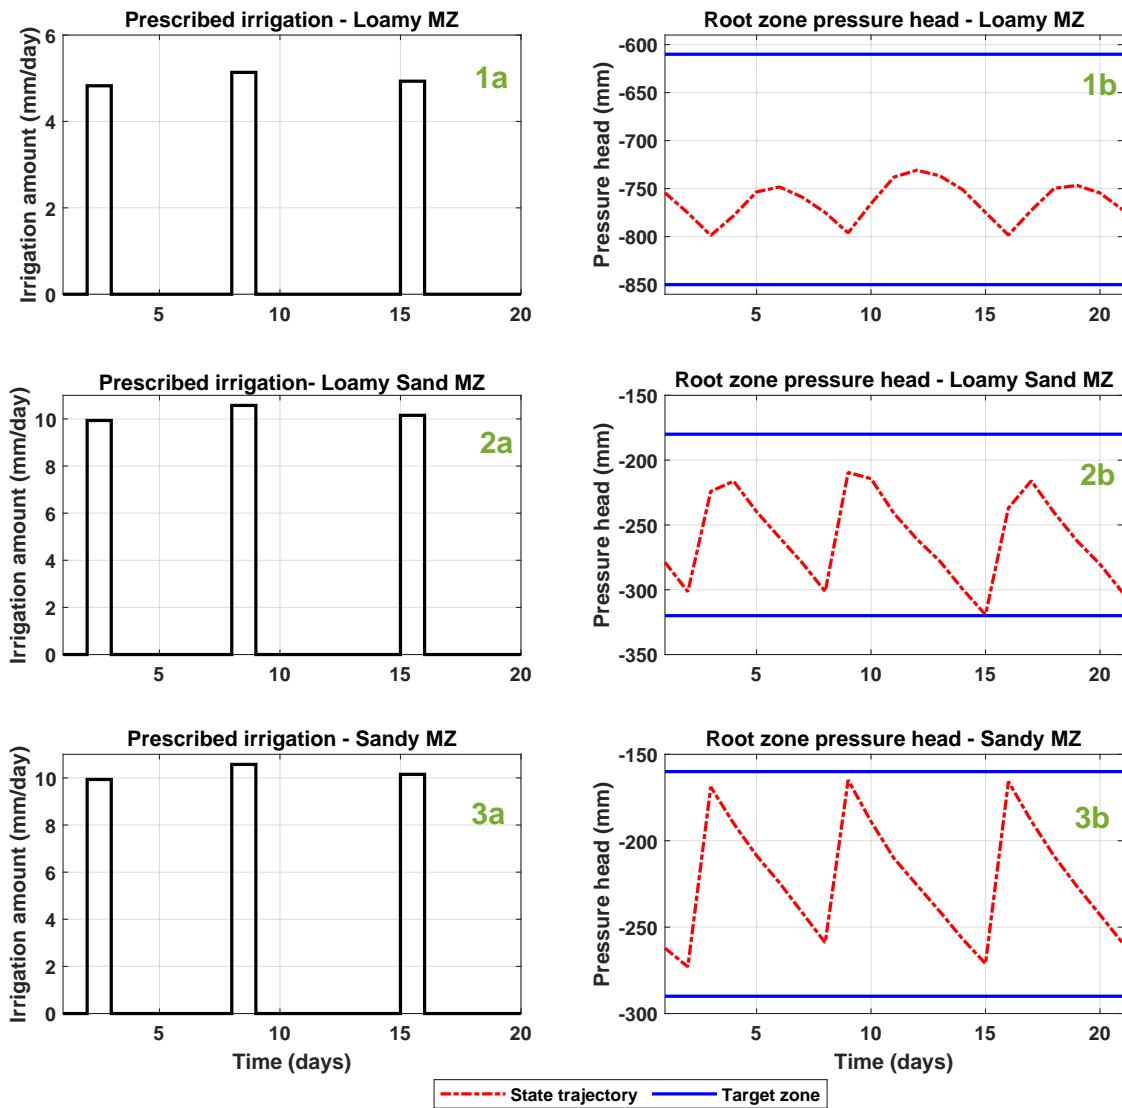 Prescribed irrigation - Loamy MZ
Irrigation amount (mm/day)
6
4
2
0
5
10
15
20
1a
Root zone pressure head - Loamy MZ
Pressure head (mm)
-600
-650
-700
-750
-800
-850
5
10
15
20
1b
Prescribed irrigation- Loamy Sand MZ
Irrigation amount (mm/day)
10
8
6
4
2
0
5
10
15
20
2a
Root zone pressure head - Loamy Sand MZ
Pressure head (mm)
-150
-200
-250
-300
-350
5
10
15
20
2b
Prescribed irrigation - Sandy MZ
Irrigation amount (mm/day)
10
8
6
4
2
0
5
10
15
20
Time (days)
3a
Root zone pressure head - Sandy MZ
Pressure head (mm)
-150
-200
-250
-300
5
10
15
20
Time (days)
3b
State trajectory
Target zone